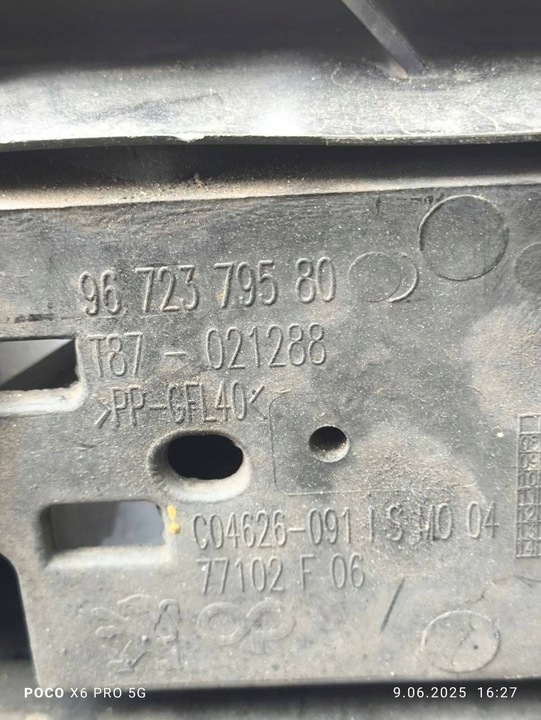 96 723 795 80
T87 - 021288
>PP-GFL40<
C04626-091 I S MO 04
77102 F 06
POCO X6 PRO 5G
9.06.2025 16:27